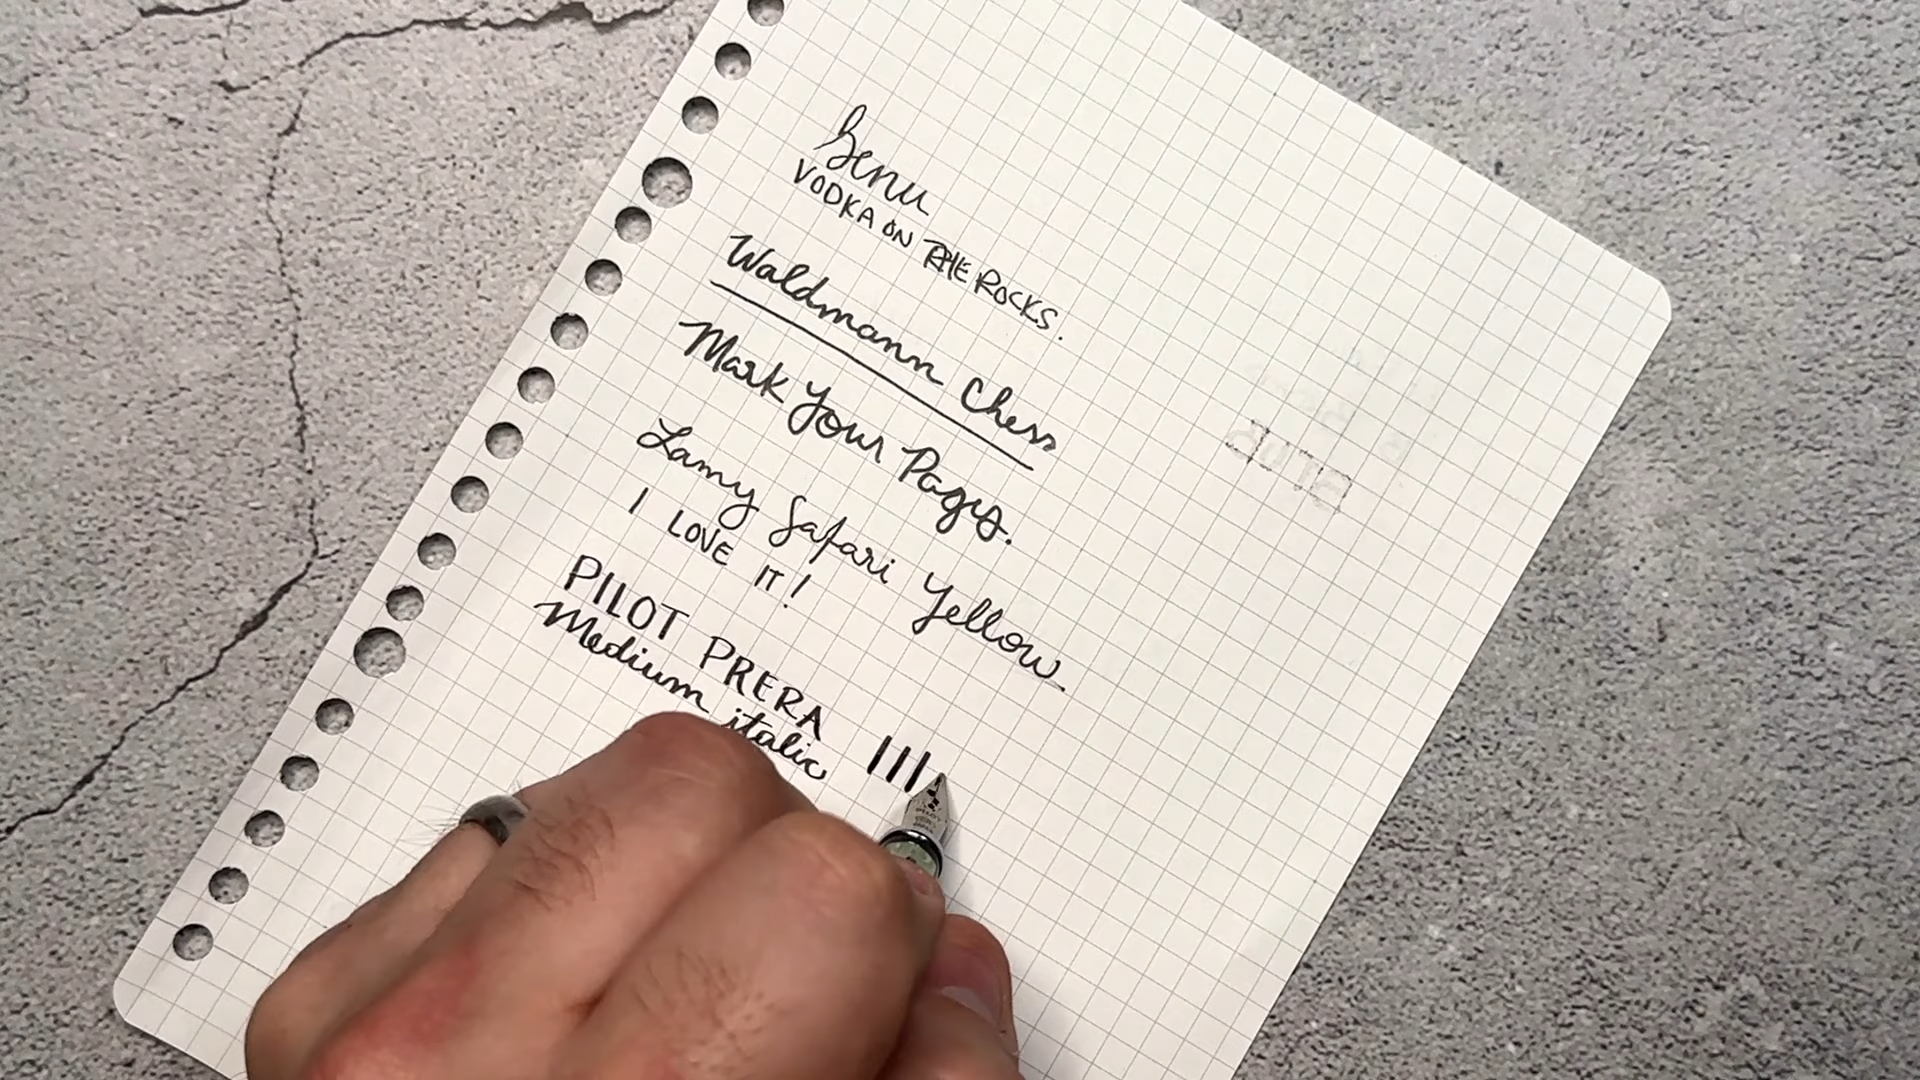 Benu
VODKA ON THE ROCKS.
Waldmann Chess
Mark Your Pages.
Lamy Safari Yellow.
I LOVE IT!
PILOT PRERA
Medium italic